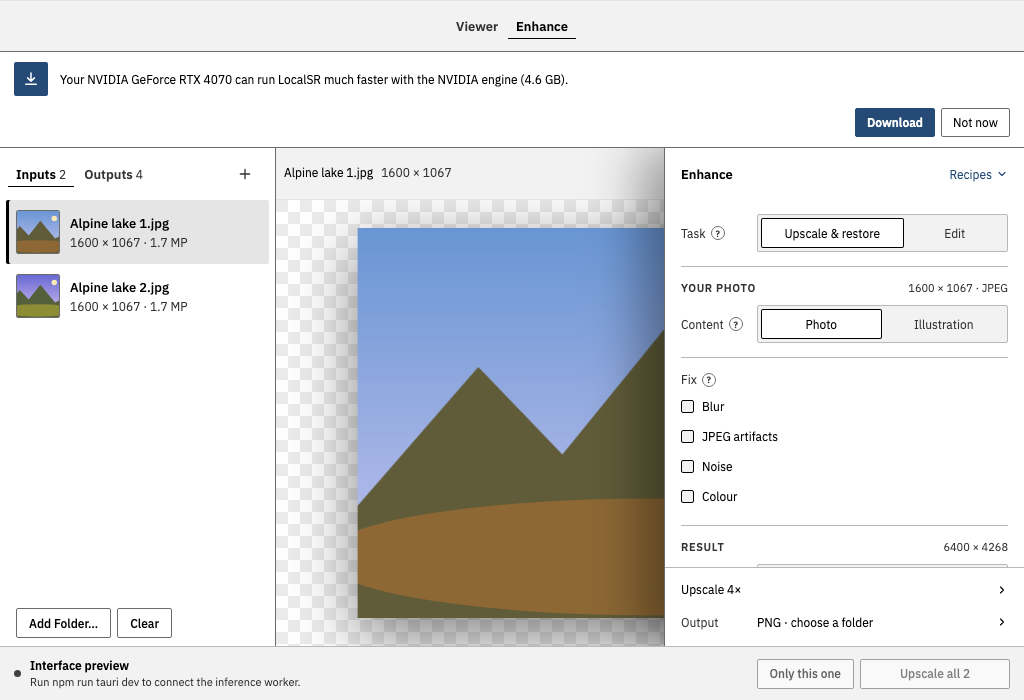 Viewer Enhance
Your NVIDIA GeForce RTX 4070 can run LocalSR much faster with the NVIDIA engine (4.6 GB).
Download Not now
Inputs 2 Outputs 4 +
Alpine lake 1.jpg
1600 × 1067 · 1.7 MP
Alpine lake 2.jpg
1600 × 1067 · 1.7 MP
Add Folder... Clear
Alpine lake 1.jpg 1600 × 1067
Enhance Recipes
Task ? Upscale & restore Edit
YOUR PHOTO 1600 × 1067 · JPEG
Content ? Photo Illustration
Fix ?
Blur
JPEG artifacts
Noise
Colour
RESULT 6400 × 4268
Upscale 4×
Output PNG · choose a folder
Interface preview
Run npm run tauri dev to connect the inference worker.
Only this one Upscale all 2